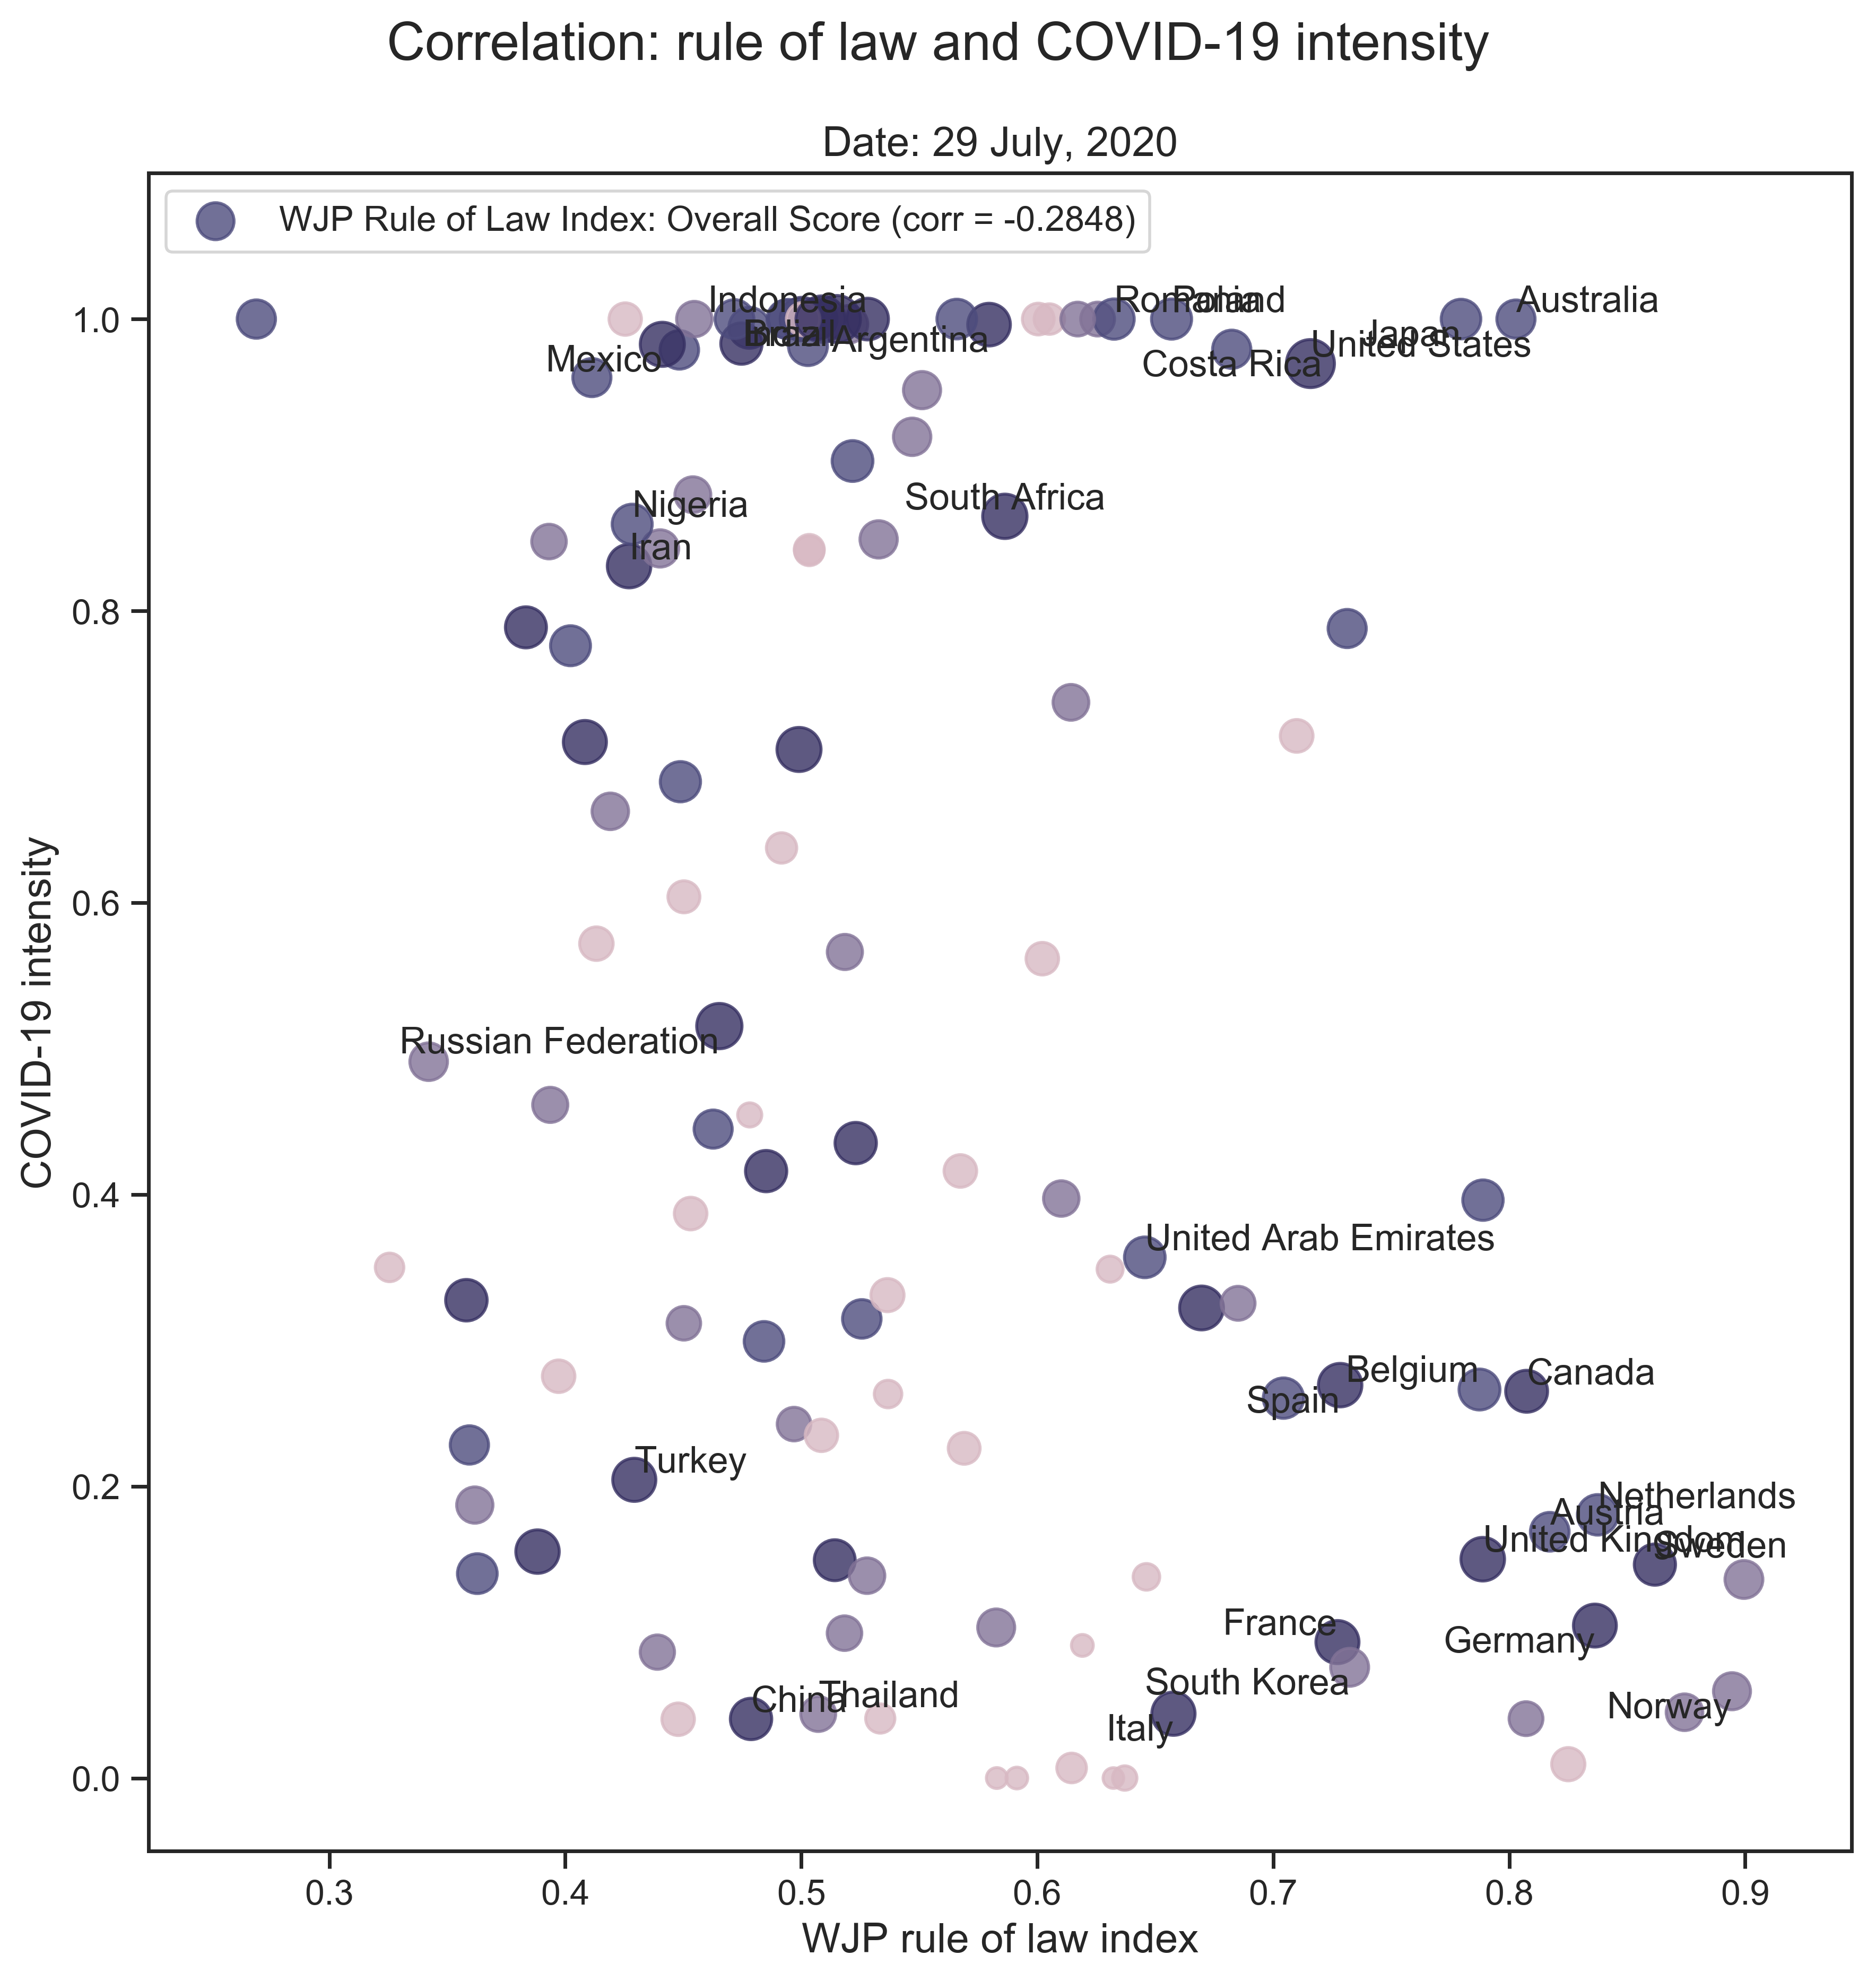 Correlation: rule of law and COVID-19 intensity
Date: 29 July, 2020
WJP Rule of Law Index: Overall Score (corr = -0.2848)
Indonesia
Romania
Poland
Australia
Brazil
Argentina
Japan
United States
Mexico
Costa Rica
Nigeria
South Africa
Iran
Russian Federation
United Arab Emirates
Belgium
Canada
Spain
Turkey
Netherlands
Austria
United Kingdom
Sweden
France
Germany
South Korea
China
Thailand
Norway
Italy
1.0
0.8
0.6
0.4
0.2
0.0
COVID-19 intensity
0.3 0.4 0.5 0.6 0.7 0.8 0.9
WJP rule of law index